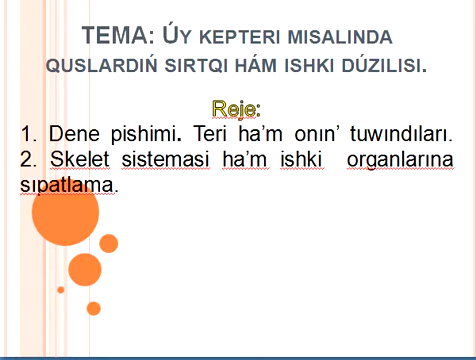 TEMA: ÚY KEPTERI MISALINDA
QUSLARDIŃ SIRTQI HÁM ISHKI DÚZILISI.
Reje:
1. Dene pishimi. Teri ha’m onın’ tuwındıları.
2. Skelet sistemasi ha’m ishki organlarına
sıpatlama.